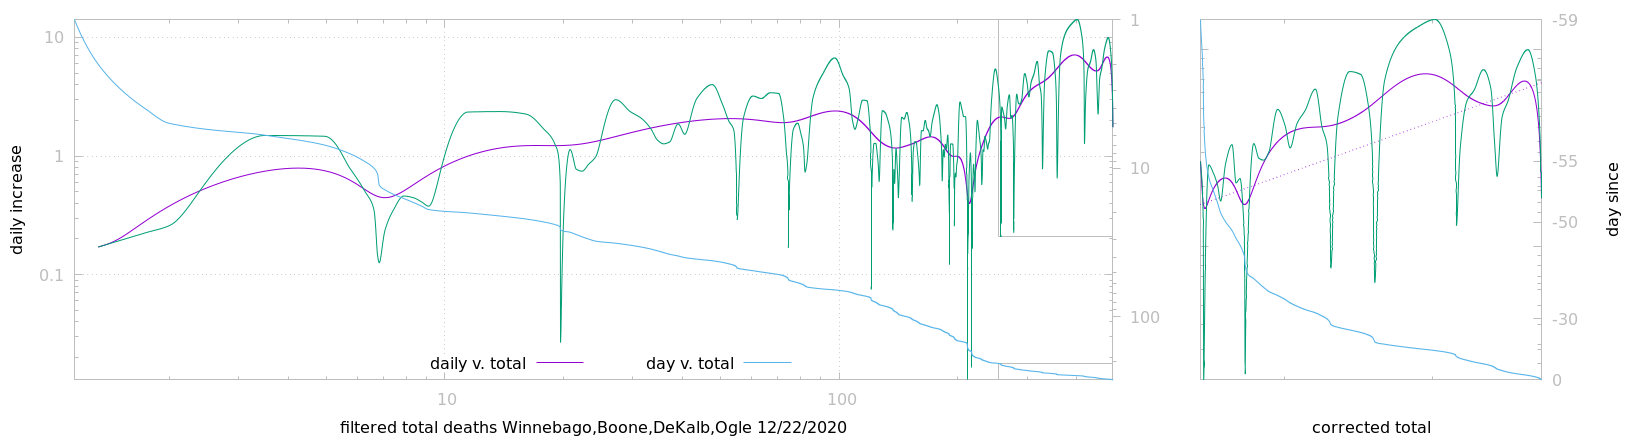 10
1
0.1
daily increase
1
10
100
-59
-55
-50
-30
0
day since
daily v. total
day v. total
10
100
filtered total deaths Winnebago,Boone,DeKalb,Ogle 12/22/2020
corrected total